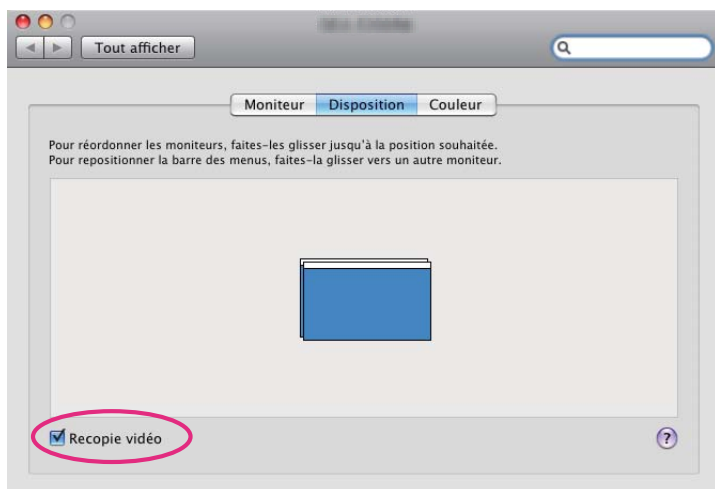 Tout afficher
Moniteur Disposition Couleur
Pour réordonner les moniteurs, faites-les glisser jusqu'à la position souhaitée.
Pour repositionner la barre des menus, faites-la glisser vers un autre moniteur.
Recopie vidéo
?